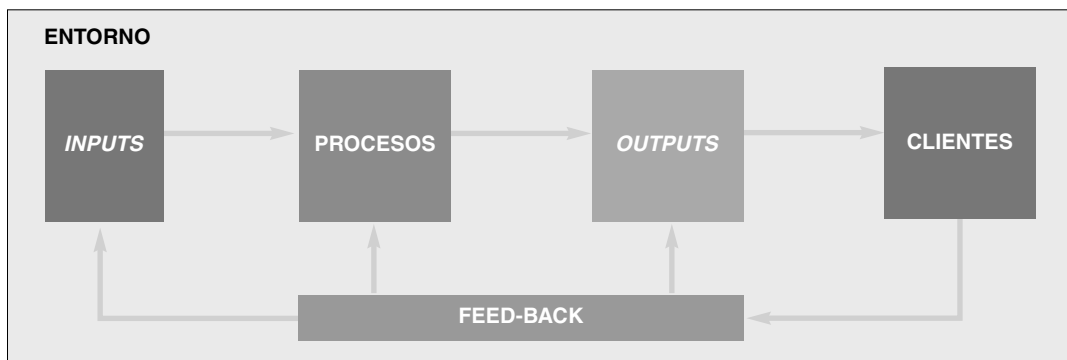 ENTORNO
INPUTS
PROCESOS
OUTPUTS
CLIENTES
FEED-BACK